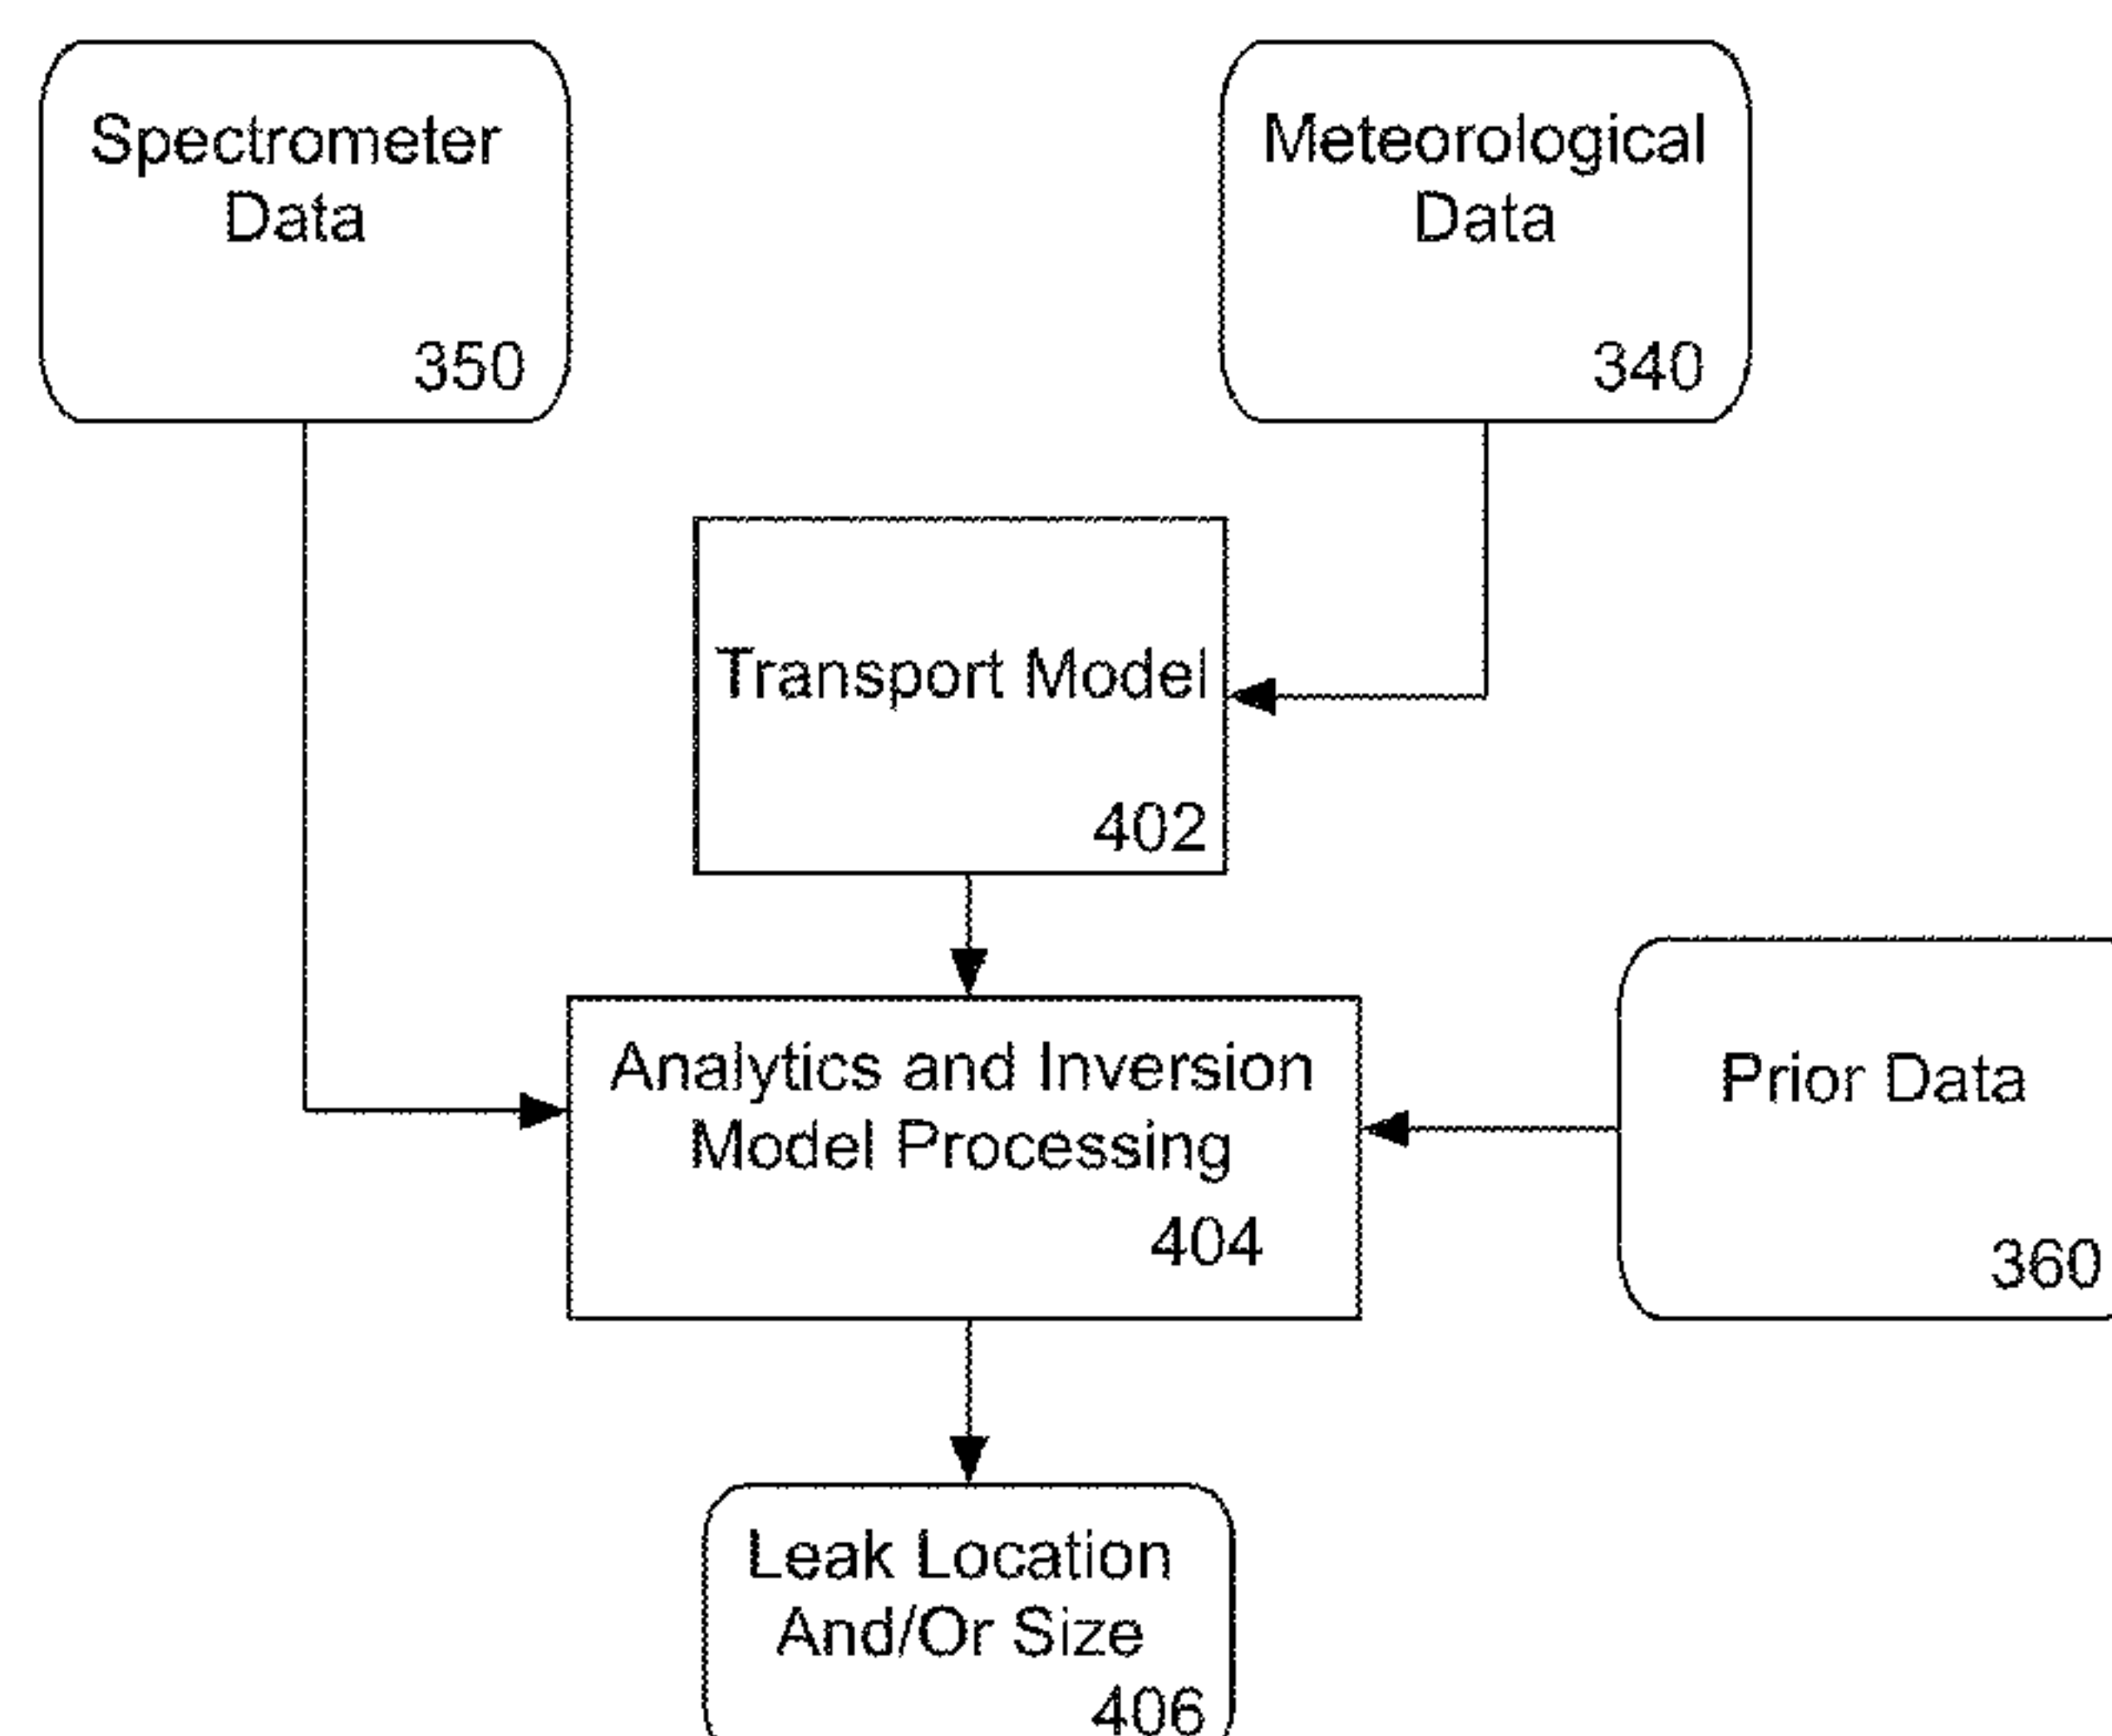 Spectrometer
Data
350
Meteorological
Data
340
Transport Model
402
Analytics and Inversion
Model Processing
404
Prior Data
360
Leak Location
And/Or Size
406